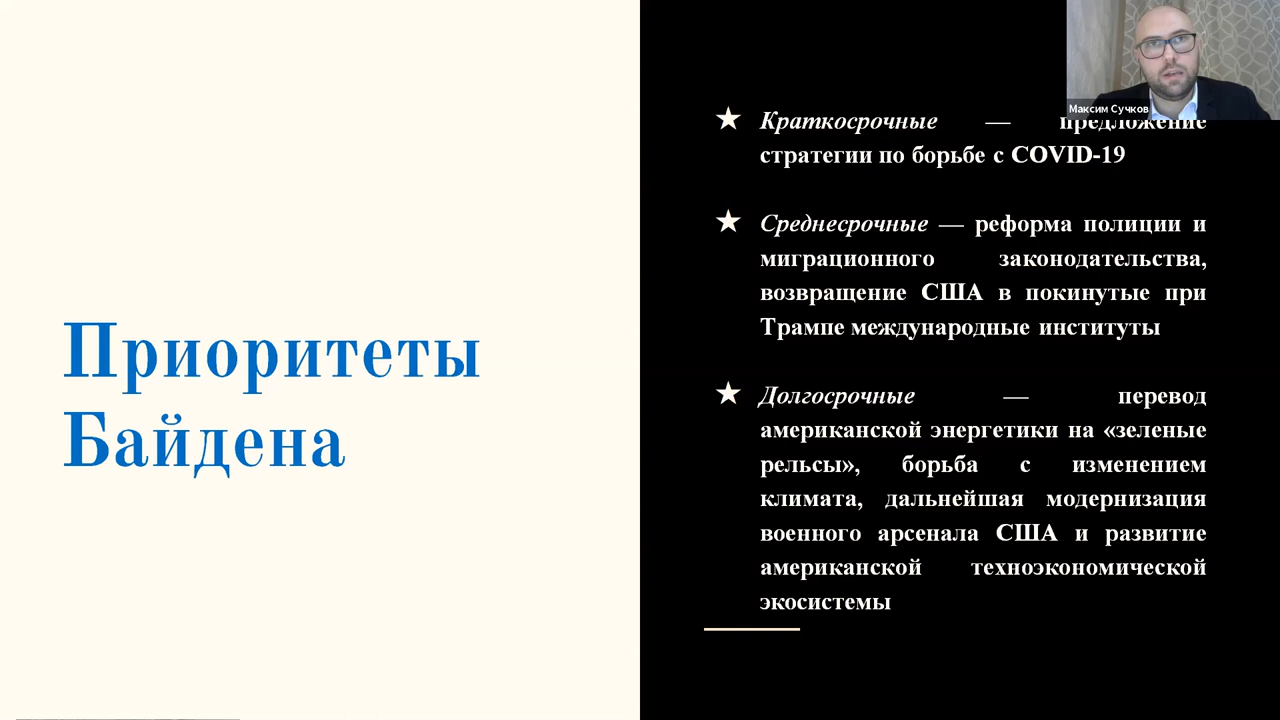 Приоритеты
Байдена
Максим Сучков
★ Краткосрочные — предложение
стратегии по борьбе с COVID-19
★ Среднесрочные — реформа полиции и
миграционного законодательства,
возвращение США в покинутые при
Трампе международные институты
★ Долгосрочные — перевод
американской энергетики на «зеленые
рельсы», борьба с изменением
климата, дальнейшая модернизация
военного арсенала США и развитие
американской техноэкономической
экосистемы